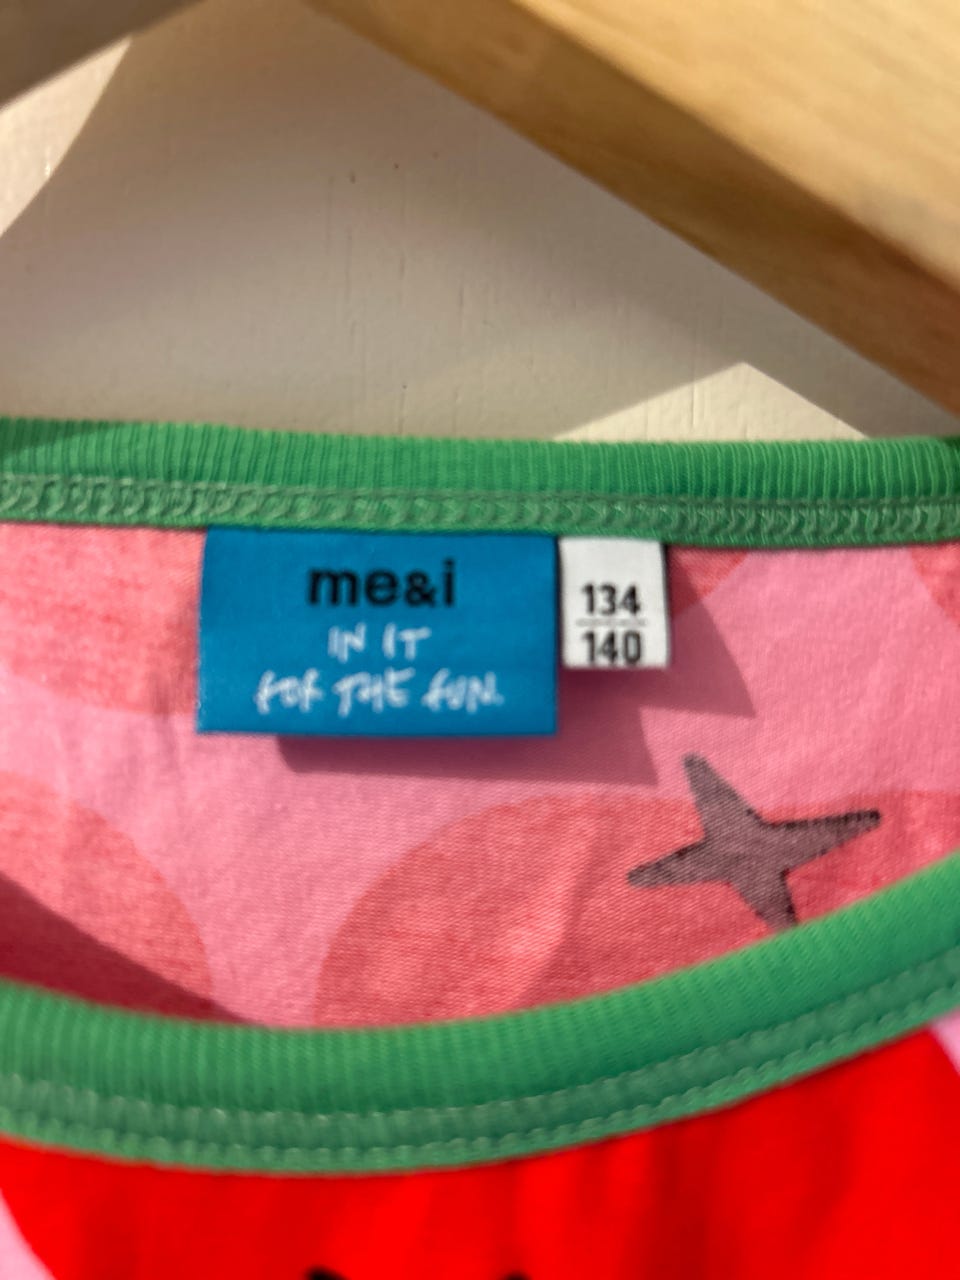 me&i
IN IT
FOR THE FUN.
134
140